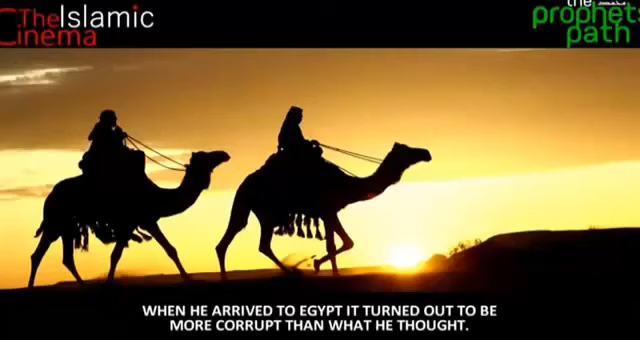 The Islamic
Cinema
the
prophets
path
WHEN HE ARRIVED TO EGYPT IT TURNED OUT TO BE
MORE CORRUPT THAN WHAT HE THOUGHT.